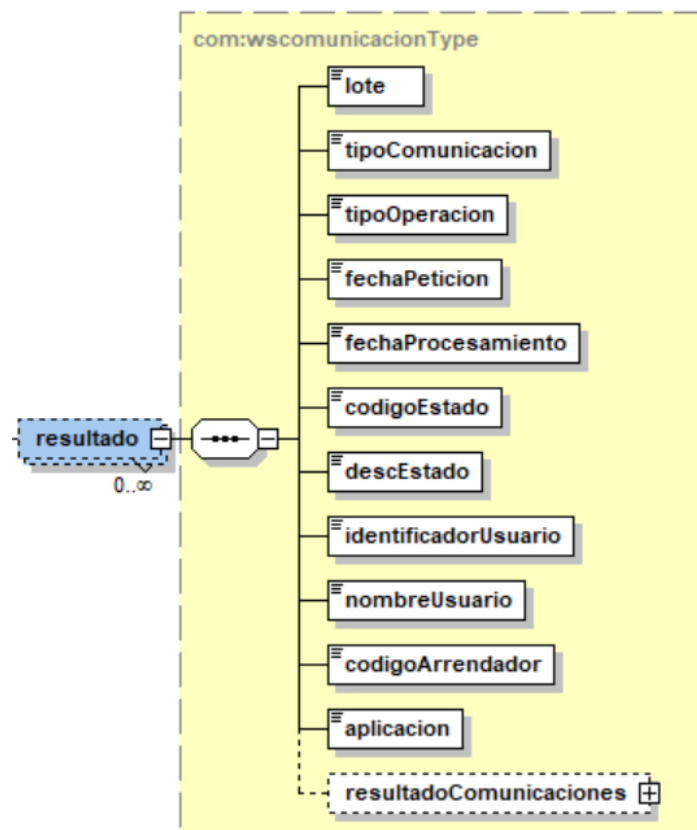 com:wscomunicacionType
lote
tipoComunicacion
tipoOperacion
fechaPeticion
fechaProcesamiento
codigoEstado
resultado
0..∞
descEstado
identificadorUsuario
nombreUsuario
codigoArrendador
aplicacion
resultadoComunicaciones